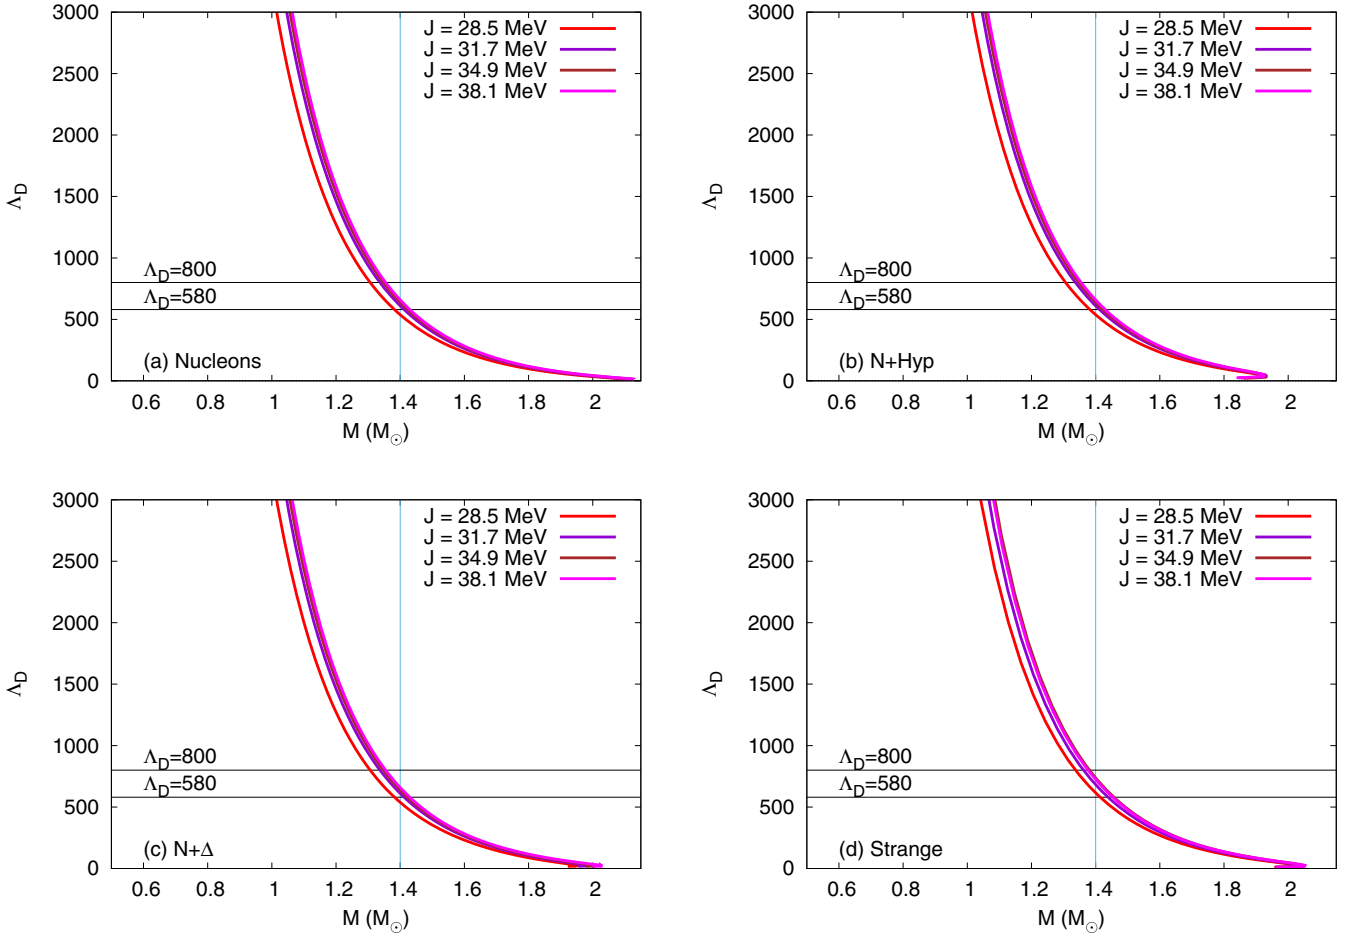 3000
2500
2000
1500
1000
500
0
Λ_D
J = 28.5 MeV
J = 31.7 MeV
J = 34.9 MeV
J = 38.1 MeV
Λ_D=800
Λ_D=580
(a) Nucleons
0.6 0.8 1 1.2 1.4 1.6 1.8 2
M (M_⊙)
3000
2500
2000
1500
1000
500
0
Λ_D
J = 28.5 MeV
J = 31.7 MeV
J = 34.9 MeV
J = 38.1 MeV
Λ_D=800
Λ_D=580
(b) N+Hyp
0.6 0.8 1 1.2 1.4 1.6 1.8 2
M (M_⊙)
3000
2500
2000
1500
1000
500
0
Λ_D
J = 28.5 MeV
J = 31.7 MeV
J = 34.9 MeV
J = 38.1 MeV
Λ_D=800
Λ_D=580
(c) N+Δ
0.6 0.8 1 1.2 1.4 1.6 1.8 2
M (M_⊙)
3000
2500
2000
1500
1000
500
0
Λ_D
J = 28.5 MeV
J = 31.7 MeV
J = 34.9 MeV
J = 38.1 MeV
Λ_D=800
Λ_D=580
(d) Strange
0.6 0.8 1 1.2 1.4 1.6 1.8 2
M (M_⊙)